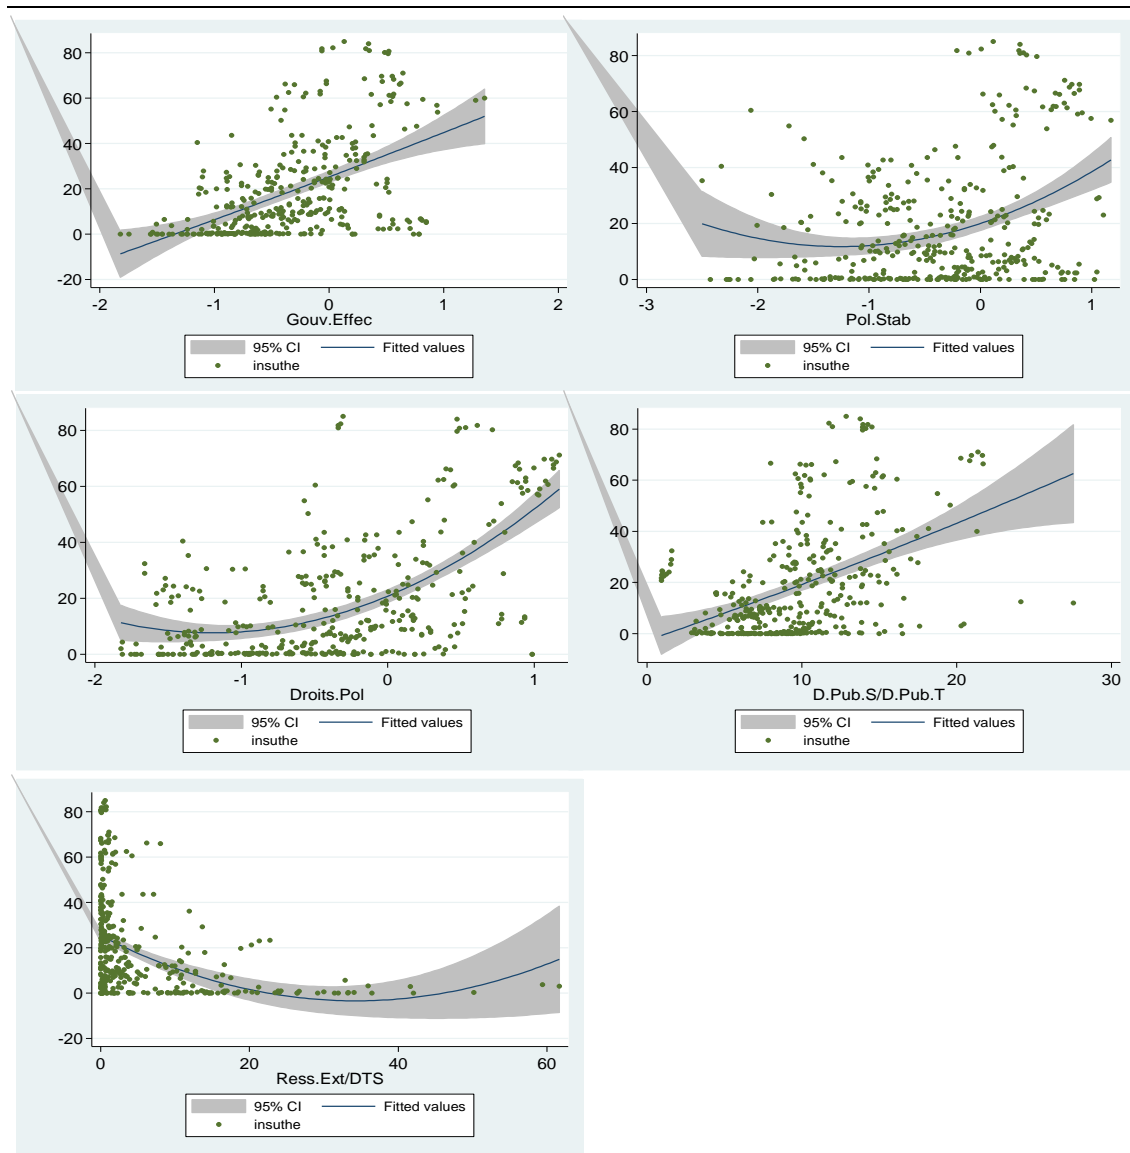 80
60
40
20
0
-20
-2 -1 0 1 2
Gouv.Effec
95% CI Fitted values
insuthe
80
60
40
20
0
-3 -2 -1 0 1
Pol.Stab
95% CI Fitted values
insuthe
80
60
40
20
0
-2 -1 0 1
Droits.Pol
95% CI Fitted values
insuthe
80
60
40
20
0
0 10 20 30
D.Pub.S/D.Pub.T
95% CI Fitted values
insuthe
80
60
40
20
0
-20
0 20 40 60
Ress.Ext/DTS
95% CI Fitted values
insuthe